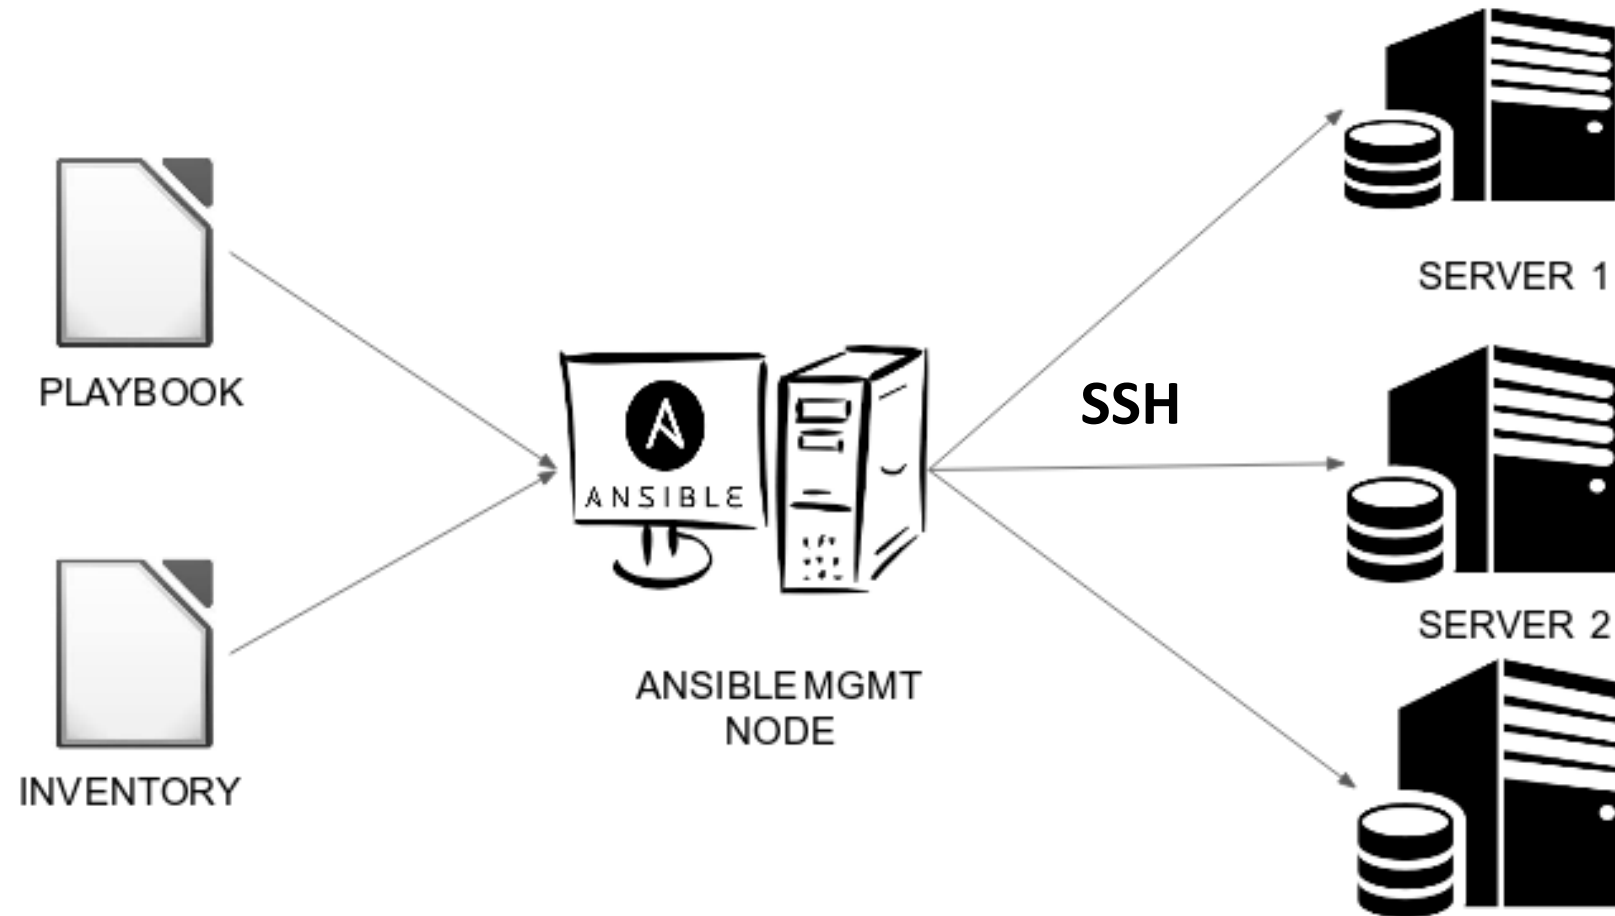 PLAYBOOK
INVENTORY
ANSIBLE
ANSIBLE MGMT
NODE
SSH
SERVER 1
SERVER 2